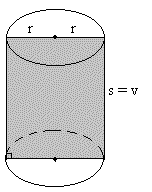 r r
s = v